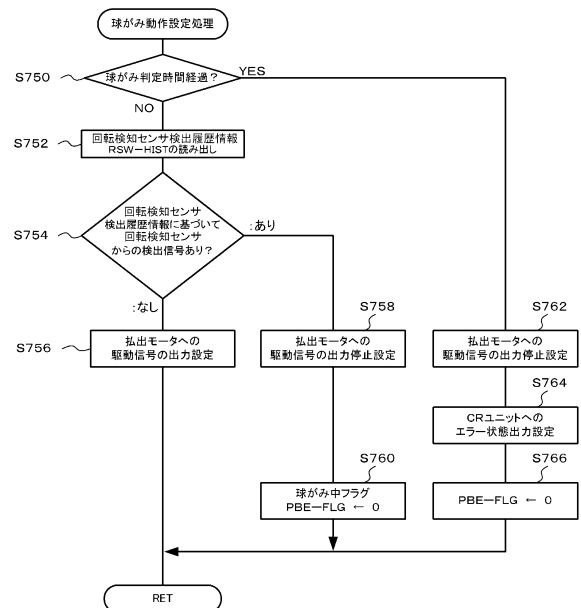 球がみ動作設定処理
S750
球がみ判定時間経過？
YES
NO
S752
回転検知センサ検出履歴情報
RSW－HISTの読み出し
S754
回転検知センサ
検出履歴情報に基づいて
回転検知センサ
からの検出信号あり？
:あり
:なし
S756
払出モータへの
駆動信号の出力設定
S758
払出モータへの
駆動信号の出力停止設定
S762
払出モータへの
駆動信号の出力停止設定
S764
CRユニットへの
エラー状態出力設定
S760
球がみ中フラグ
PBE－FLG ← 0
S766
PBE－FLG ← 0
RET